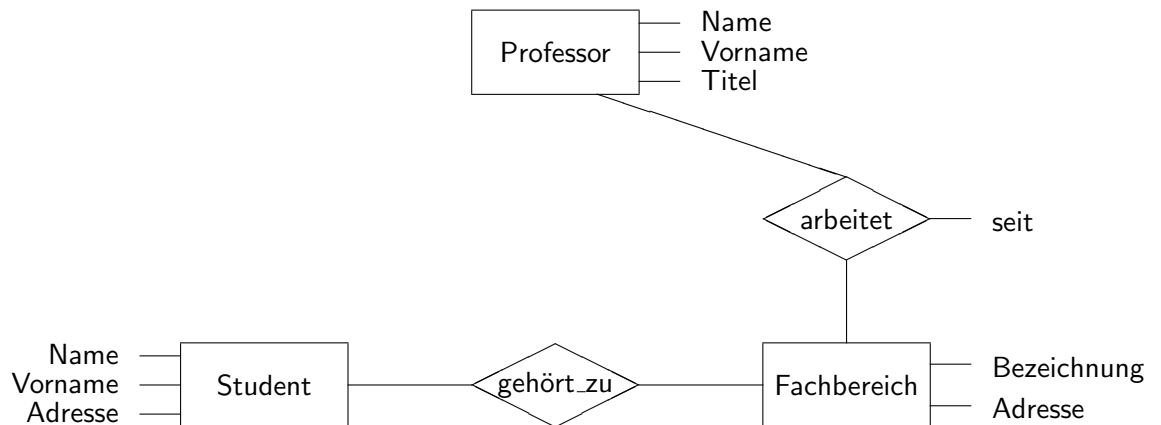 Name
Professor
Vorname
Titel
arbeitet
seit
Name
Vorname
Adresse
Student
gehört_zu
Fachbereich
Bezeichnung
Adresse